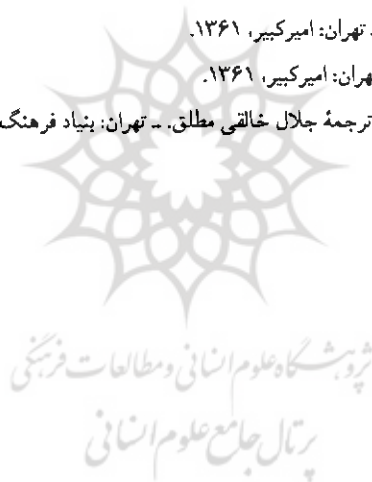 ـ تهران: امیرکبیر، ۱۳۶۱.
تهران: امیرکبیر، ۱۳۶۱.
ترجمهٔ جلال خالقی مطلق. ـ تهران: بنیاد فرهنگ
پژوهشگاه علوم انسانی و مطالعات فرهنگی
پرتال جامع علوم انسانی